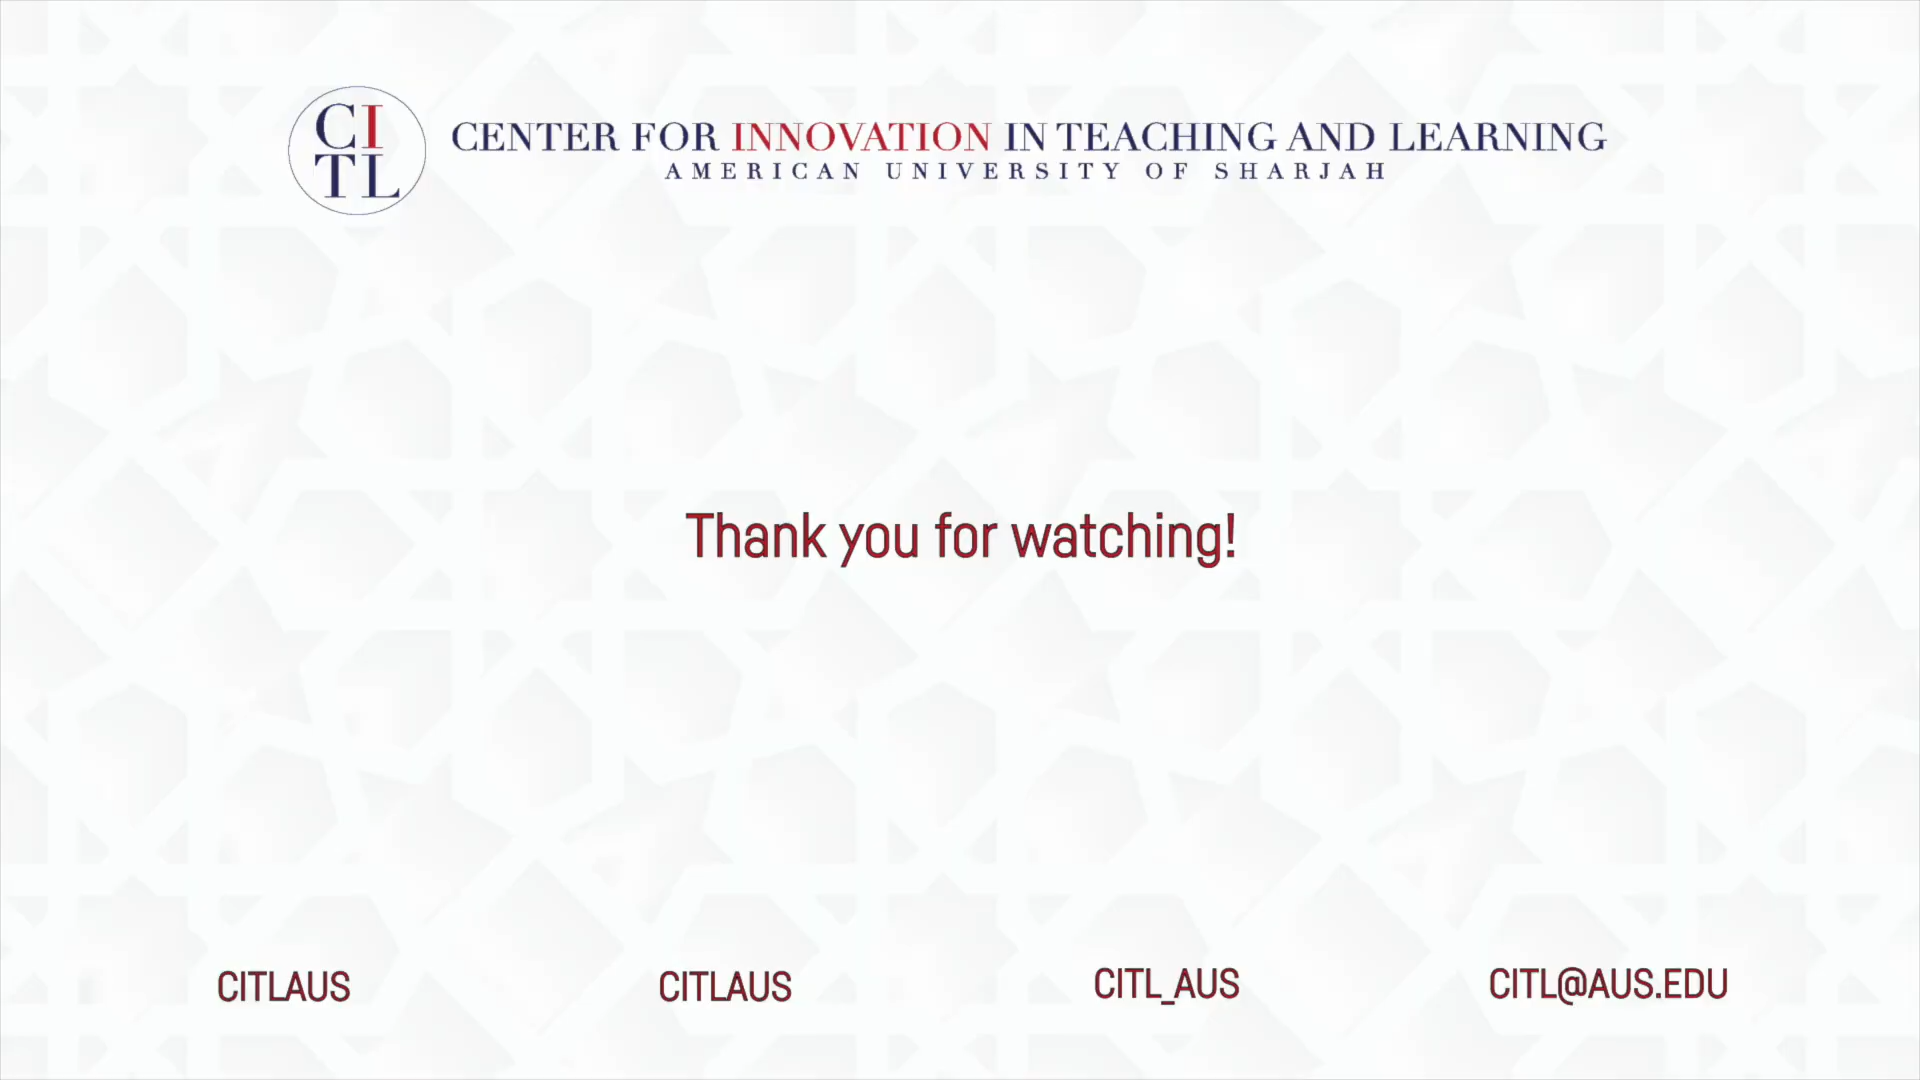 CI
TL
CENTER FOR INNOVATION IN TEACHING AND LEARNING
AMERICAN UNIVERSITY OF SHARJAH
Thank you for watching!
CITLAUS
CITLAUS
CITL_AUS
CITL@AUS.EDU